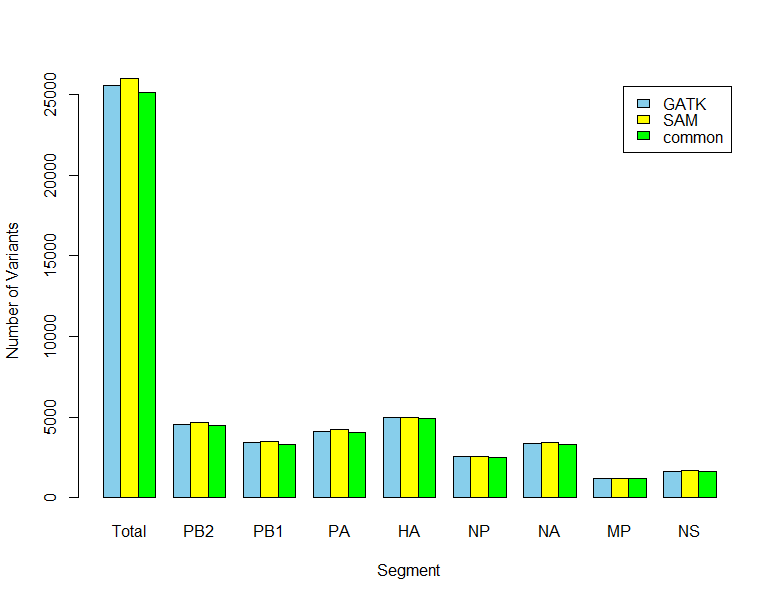 GATK
SAM
common
Number of Variants
25000
20000
15000
10000
5000
0
Total PB2 PB1 PA HA NP NA MP NS
Segment